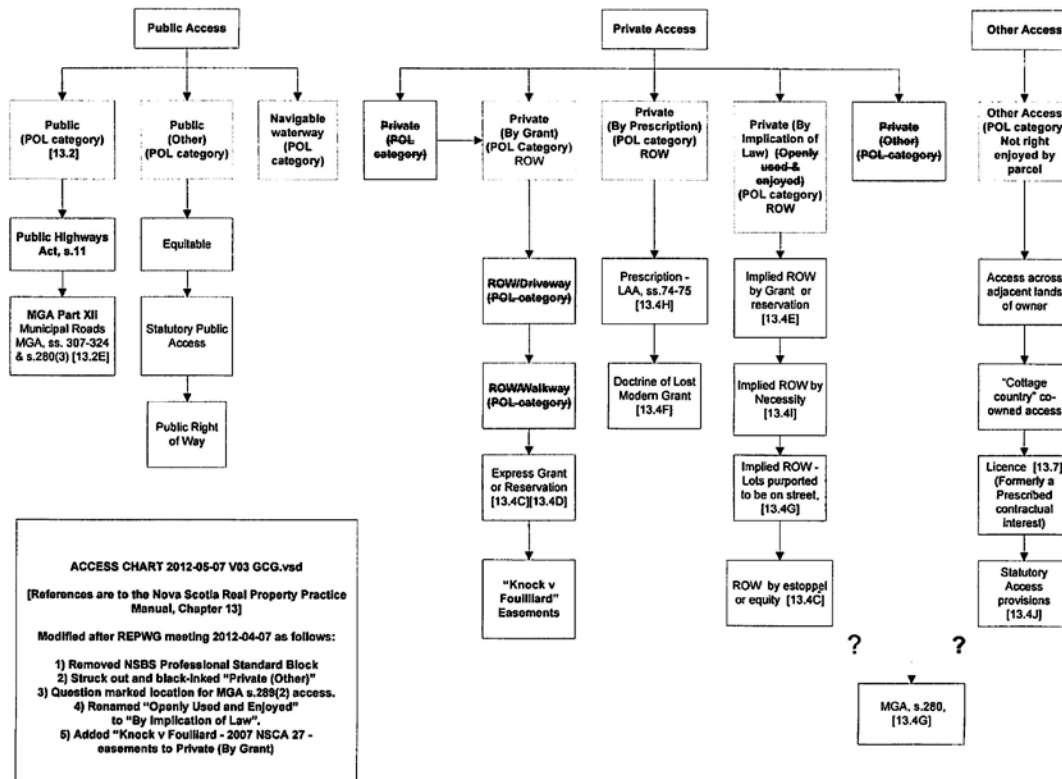 Public Access
Private Access
Other Access
Public
(POL category)
[13.2]
Public
(Other)
(POL category)
Navigable
waterway
(POL
category)
Private
(POL
category)
Private
(By Grant)
(POL Category)
ROW
Private
(By Prescription)
(POL category)
ROW
Private (By
Implication of
Law) (Openly
used &
enjoyed)
(POL category)
ROW
Private
(Other)
(POL category)
Other Access
(POL category)
Not right
enjoyed by
parcel
Public Highways
Act, s.11
Equitable
ROW/Driveway
(POL category)
Prescription -
LAA, ss.74-75
[13.4H]
Implied ROW
by Grant or
reservation
[13.4E]
Access across
adjacent lands
of owner
MGA Part XII
Municipal Roads
MGA, ss. 307-324
& s.280(3) [13.2E]
Statutory Public
Access
ROW/Walkway
(POL category)
Doctrine of Lost
Modern Grant
[13.4F]
Implied ROW by
Necessity
[13.4I]
"Cottage
country" co-
owned access
Public Right
of Way
Express Grant
or Reservation
[13.4C][13.4D]
Implied ROW -
Lots purported
to be on street,
[13.4G]
Licence [13.7]
(Formerly a
Prescribed
contractual
interest)
"Knock v
Fouilliard"
Easements
ROW by estoppel
or equity [13.4C]
Statutory
Access
provisions
[13.4J]
? ?
MGA, s.280,
[13.4G]
ACCESS CHART 2012-05-07 V03 GCG.vsd
[References are to the Nova Scotia Real Property Practice
Manual, Chapter 13]
Modified after REPWG meeting 2012-04-07 as follows:
1) Removed NSBS Professional Standard Block
2) Struck out and black-inked "Private (Other)"
3) Question marked location for MGA s.289(2) access.
4) Renamed "Openly Used and Enjoyed"
to "By Implication of Law".
5) Added "Knock v Fouilliard - 2007 NSCA 27 -
easements to Private (By Grant)